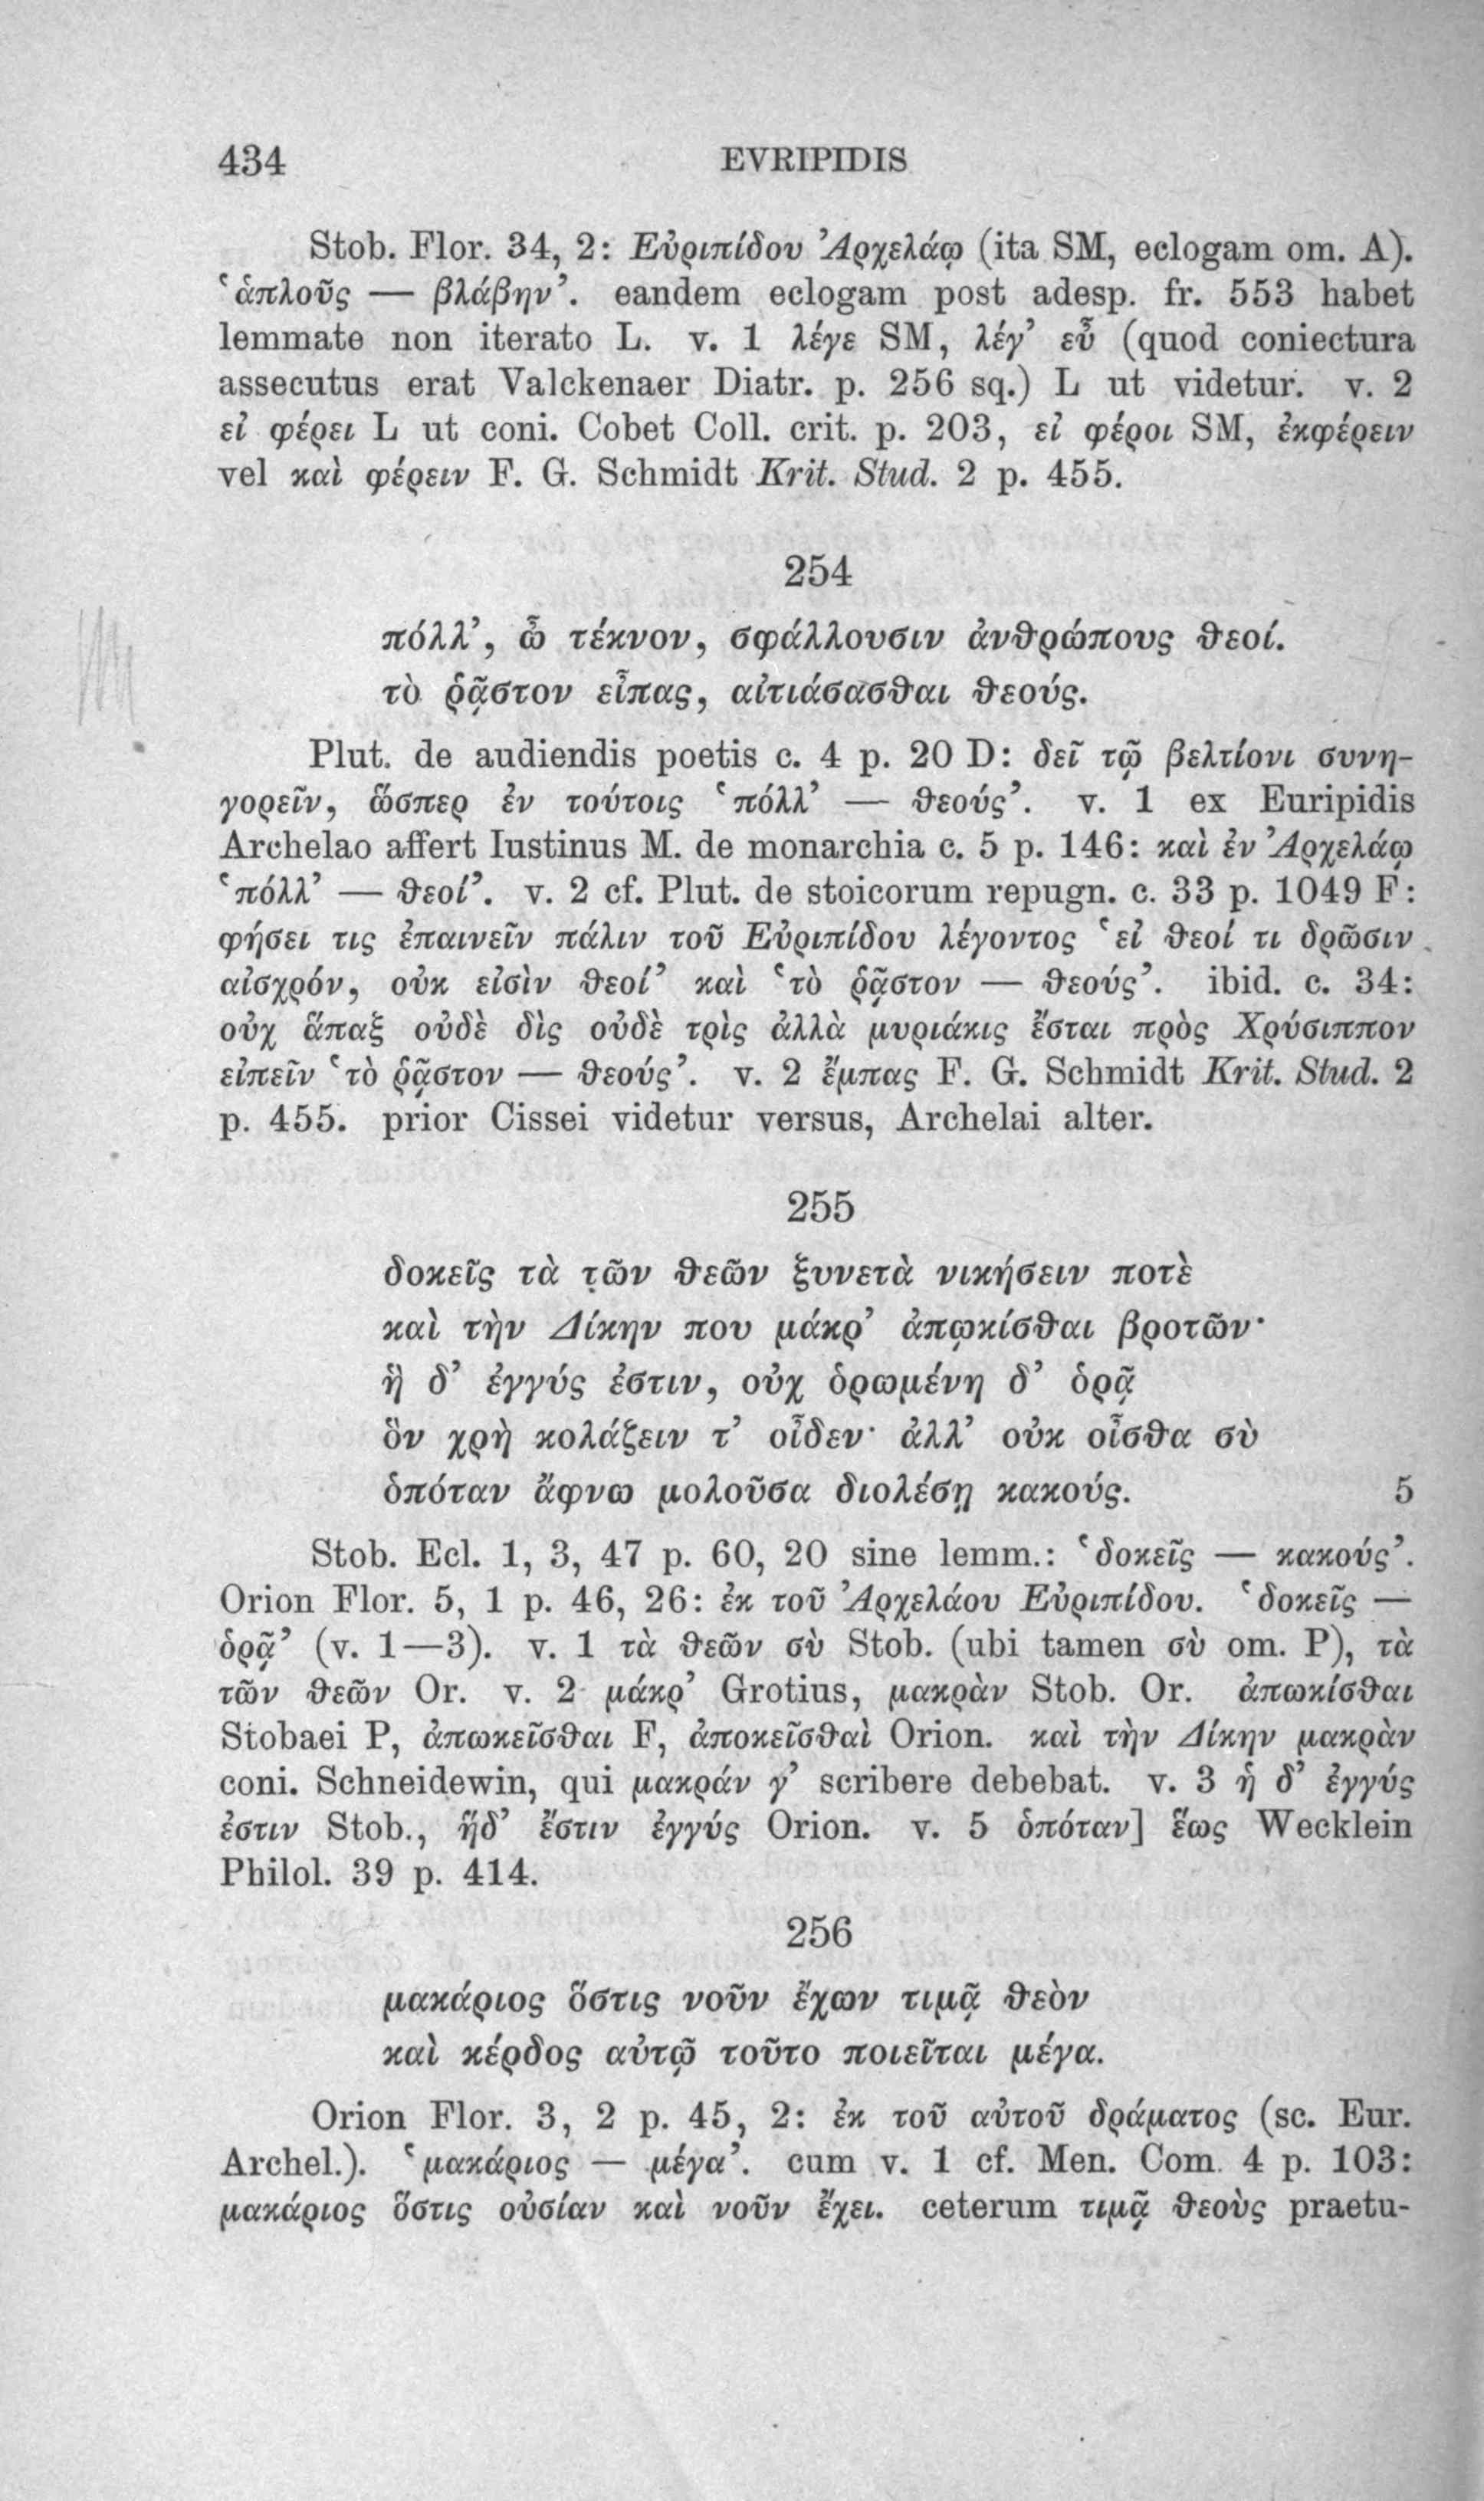 434 EVRIPIDIS
Stob. Flor. 34, 2: Εὐριπίδου Ἀρχελάῳ (ita SM, eclogam om. A).
‘ἁπλοῦς — βλάβην’. eandem eclogam post adesp. fr. 553 habet
lemmate non iterato L. v. 1 λέγε SM, λέγ’ εὖ (quod coniectura
assecutus erat Valckenaer Diatr. p. 256 sq.) L ut videtur. v. 2
εἰ φέρει L ut coni. Cobet Coll. crit. p. 203, εἰ φέροι SM, ἐκφέρειν
vel καὶ φέρειν F. G. Schmidt Krit. Stud. 2 p. 455.
254
πόλλ’, ὦ τέκνον, σφάλλουσιν ἀνθρώπους θεοί.
τὸ ῥᾷστον εἶπας, αἰτιάσασθαι θεούς.
Plut. de audiendis poetis c. 4 p. 20 D: δεῖ τῷ βελτίονι συνη-
γορεῖν, ὥσπερ ἐν τούτοις ‘πόλλ’ — θεούς’. v. 1 ex Euripidis
Archelao affert Iustinus M. de monarchia c. 5 p. 146: καὶ ἐν Ἀρχελάῳ
‘πόλλ’ — θεοί’. v. 2 cf. Plut. de stoicorum repugn. c. 33 p. 1049 F:
φήσει τις ἐπαινεῖν πάλιν τοῦ Εὐριπίδου λέγοντος ‘εἰ θεοί τι δρῶσιν
αἰσχρόν, οὐκ εἰσὶν θεοί’ καὶ ‘τὸ ῥᾷστον — θεούς’. ibid. c. 34:
οὐχ ἅπαξ οὐδὲ δὶς οὐδὲ τρὶς ἀλλὰ μυριάκις ἔσται πρὸς Χρύσιππον
εἰπεῖν ‘τὸ ῥᾷστον — θεούς’. v. 2 ἔμπας F. G. Schmidt Krit. Stud. 2
p. 455. prior Cissei videtur versus, Archelai alter.
255
δοκεῖς τὰ τῶν θεῶν ξυνετὰ νικήσειν ποτὲ
καὶ τὴν Δίκην που μάκρ’ ἀπῳκίσθαι βροτῶν·
ἣ δ’ ἐγγύς ἐστιν, οὐχ ὁρωμένη δ’ ὁρᾷ
ὃν χρὴ κολάζειν τ’ οἶδεν· ἀλλ’ οὐκ οἶσθα σὺ
ὁπόταν ἄφνω μολοῦσα διολέσῃ κακούς. 5
Stob. Ecl. 1, 3, 47 p. 60, 20 sine lemm.: ‘δοκεῖς — κακούς’.
Orion Flor. 5, 1 p. 46, 26: ἐκ τοῦ Ἀρχελάου Εὐριπίδου. ‘δοκεῖς —
ὁρᾷ’ (v. 1—3). v. 1 τὰ θεῶν σὺ Stob. (ubi tamen σὺ om. P), τὰ
τῶν θεῶν Or. v. 2 μάκρ’ Grotius, μακρὰν Stob. Or. ἀπωκίσθαι
Stobaei P, ἀπωκεῖσθαι F, ἀποκεῖσθαὶ Orion. καὶ τὴν Δίκην μακρὰν
coni. Schneidewin, qui μακράν γ’ scribere debebat. v. 3 ἡ δ’ ἐγγύς
ἐστιν Stob., ἥδ’ ἔστιν ἐγγύς Orion. v. 5 ὁπόταν] ἕως Wecklein
Philol. 39 p. 414.
256
μακάριος ὅστις νοῦν ἔχων τιμᾷ θεὸν
καὶ κέρδος αὑτῷ τοῦτο ποιεῖται μέγα.
Orion Flor. 3, 2 p. 45, 2: ἐκ τοῦ αὐτοῦ δράματος (sc. Eur.
Archel.). ‘μακάριος — μέγα’. cum v. 1 cf. Men. Com. 4 p. 103:
μακάριος ὅστις οὐσίαν καὶ νοῦν ἔχει. ceterum τιμᾷ θεοὺς praetu-